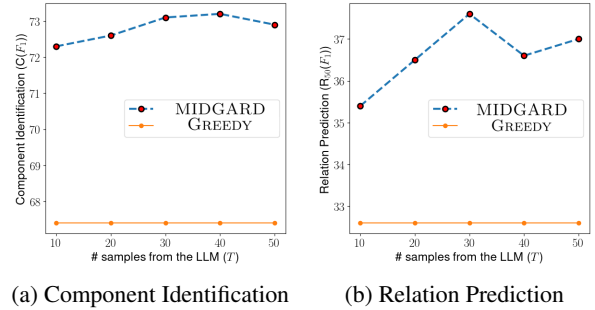 73
72
71
70
69
68
10
20
30
40
50
Component Identification (C(F₁))
# samples from the LLM (T)
MIDGARD
GREEDY
(a) Component Identification
37
36
35
34
33
10
20
30
40
50
Relation Prediction (R₅₀(F₁))
# samples from the LLM (T)
MIDGARD
GREEDY
(b) Relation Prediction